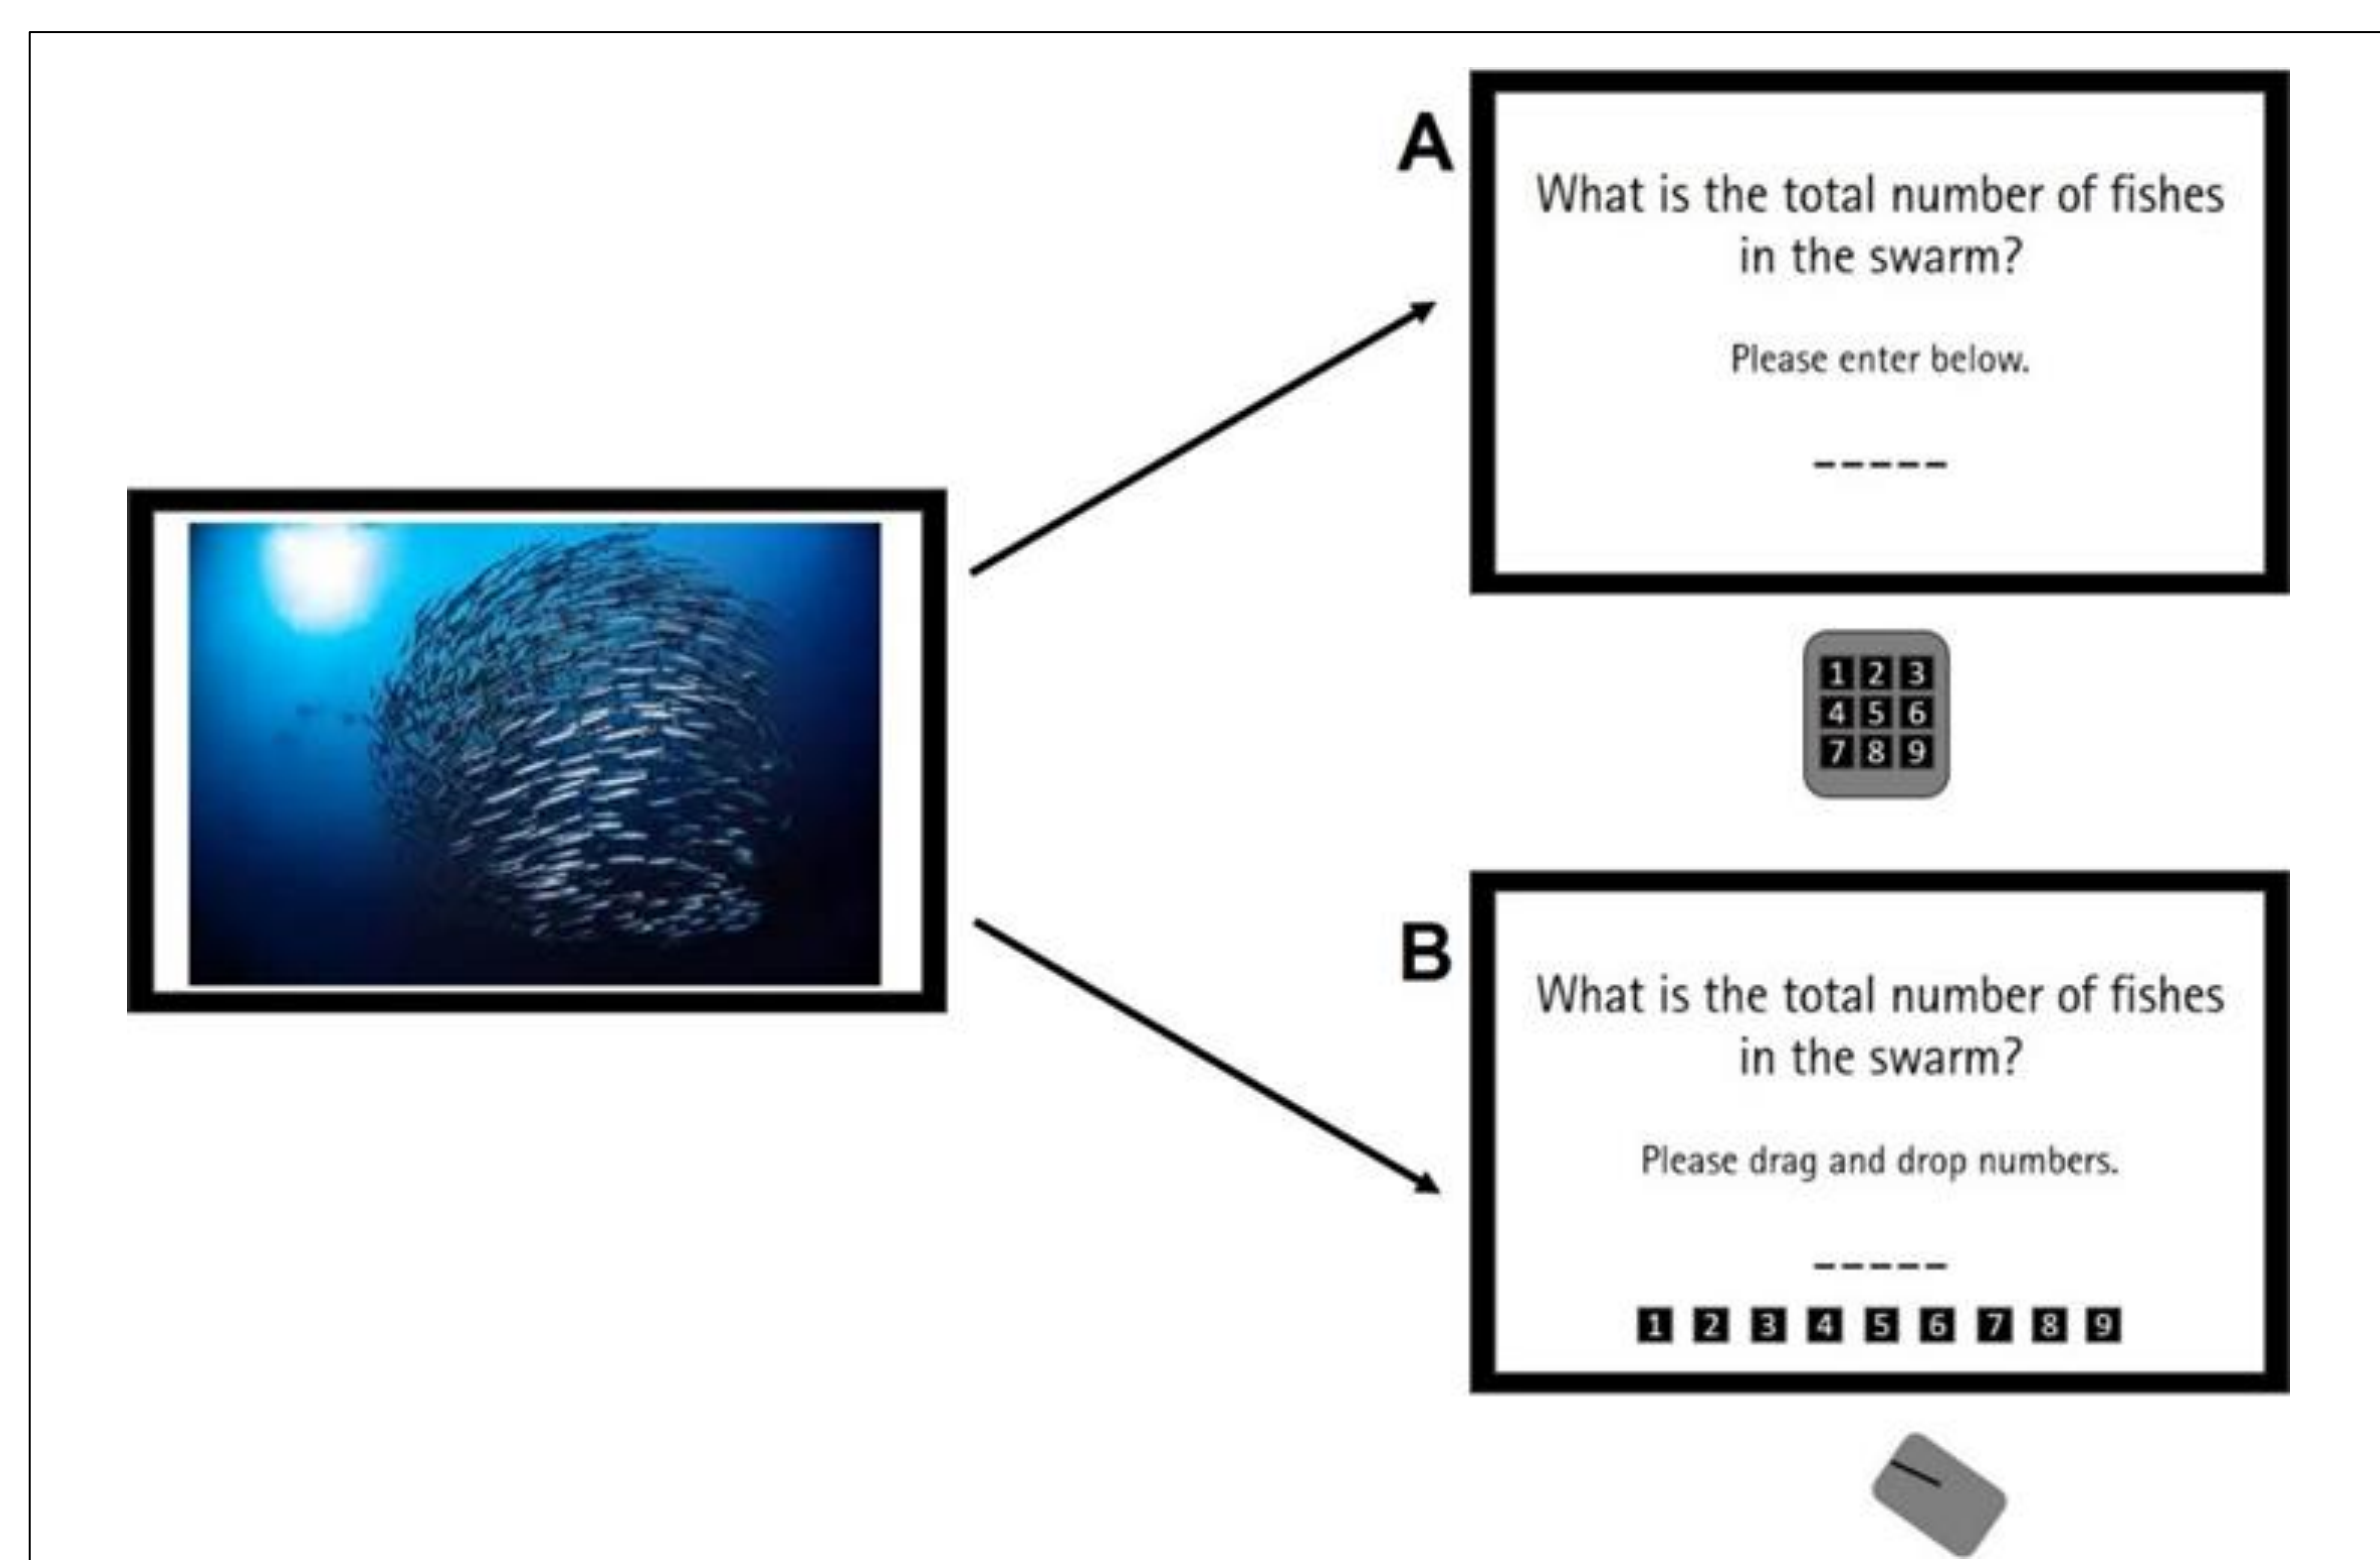 A
What is the total number of fishes
in the swarm?
Please enter below.
-----
1 2 3
4 5 6
7 8 9
B
What is the total number of fishes
in the swarm?
Please drag and drop numbers.
-----
1 2 3 4 5 6 7 8 9